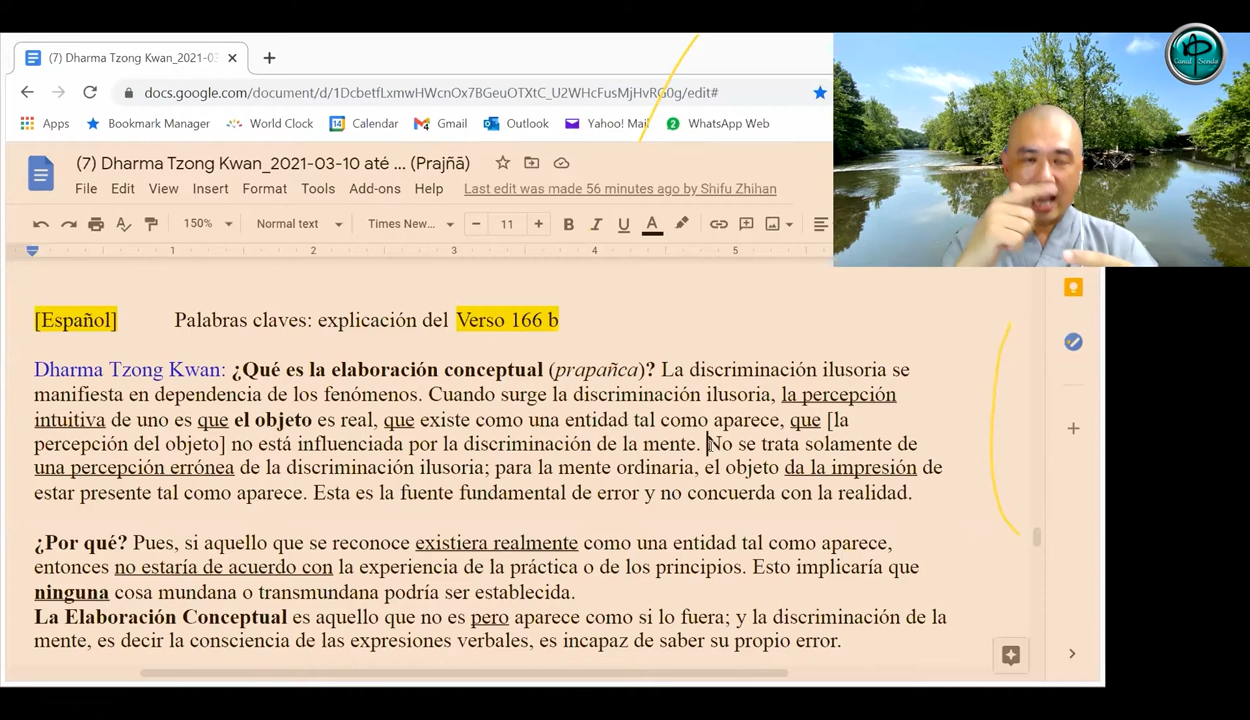 (7) Dharma Tzong Kwan_2021-03
docs.google.com/document/d/1DcbetfLxmwHWcnOx7BGeuOTXtC_U2WHcFusMjHvRG0g/edit#
Apps Bookmark Manager World Clock 14 Calendar Gmail Outlook Yahoo! Mail 2 WhatsApp Web
(7) Dharma Tzong Kwan_2021-03-10 até ... (Prajñā)
File Edit View Insert Format Tools Add-ons Help Last edit was made 56 minutes ago by Shifu Zhihan
150% Normal text Times New... − 11 + B I U A
1 2 3 4 5
Canal Senda
[Español] Palabras claves: explicación del Verso 166 b
Dharma Tzong Kwan: ¿Qué es la elaboración conceptual (prapañca)? La discriminación ilusoria se
manifiesta en dependencia de los fenómenos. Cuando surge la discriminación ilusoria, la percepción
intuitiva de uno es que el objeto es real, que existe como una entidad tal como aparece, que [la
percepción del objeto] no está influenciada por la discriminación de la mente. No se trata solamente de
una percepción errónea de la discriminación ilusoria; para la mente ordinaria, el objeto da la impresión de
estar presente tal como aparece. Esta es la fuente fundamental de error y no concuerda con la realidad.
¿Por qué? Pues, si aquello que se reconoce existiera realmente como una entidad tal como aparece,
entonces no estaría de acuerdo con la experiencia de la práctica o de los principios. Esto implicaría que
ninguna cosa mundana o transmundana podría ser establecida.
La Elaboración Conceptual es aquello que no es pero aparece como si lo fuera; y la discriminación de la
mente, es decir la consciencia de las expresiones verbales, es incapaz de saber su propio error.